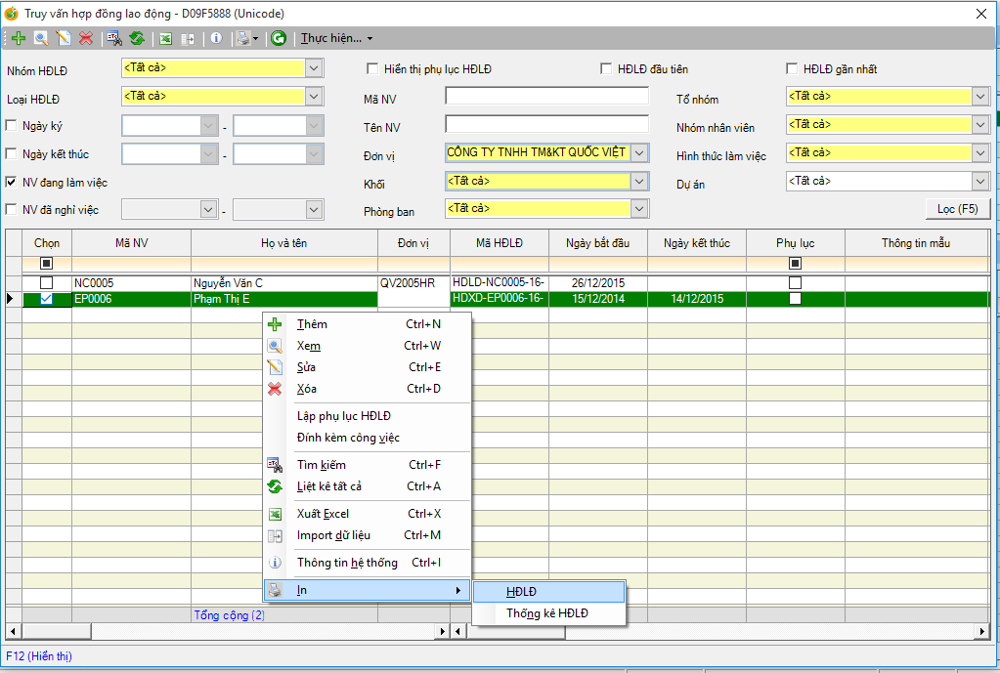 Truy vấn hợp đồng lao động - D09F5888 (Unicode)
Thực hiện...
Nhóm HĐLĐ <Tất cả> Hiển thị phụ lục HĐLĐ HĐLĐ đầu tiên HĐLĐ gần nhất
Loại HĐLĐ <Tất cả> Mã NV Tổ nhóm <Tất cả>
Ngày ký - Tên NV Nhóm nhân viên <Tất cả>
Ngày kết thúc - Đơn vị CÔNG TY TNHH TM&KT QUỐC VIỆT Hình thức làm việc <Tất cả>
NV đang làm việc Khối <Tất cả> Dự án <Tất cả>
NV đã nghỉ việc - Phòng ban <Tất cả> Lọc (F5)
Chọn Mã NV Họ và tên Đơn vị Mã HĐLĐ Ngày bắt đầu Ngày kết thúc Phụ lục Thông tin mẫu
NC0005 Nguyễn Văn C QV2005HR HDLD-NC0005-16- 26/12/2015
EP0006 Phạm Thị E HDXD-EP0006-16- 15/12/2014 14/12/2015
Thêm Ctrl+N
Xem Ctrl+W
Sửa Ctrl+E
Xóa Ctrl+D
Lập phụ lục HĐLĐ
Đính kèm công việc
Tìm kiếm Ctrl+F
Liệt kê tất cả Ctrl+A
Xuất Excel Ctrl+X
Import dữ liệu Ctrl+M
Thông tin hệ thống Ctrl+I
In HĐLĐ
Thống kê HĐLĐ
Tổng cộng (2)
F12 (Hiển thị)